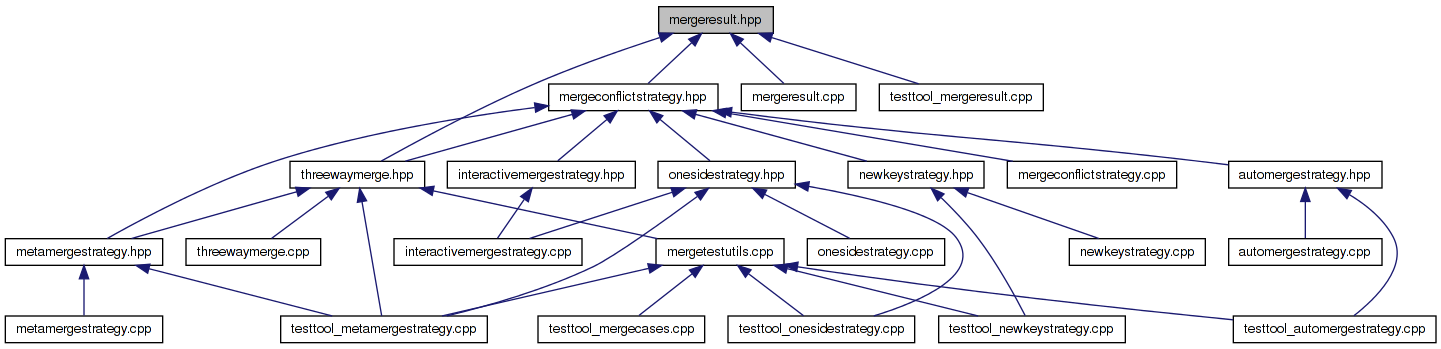 mergeresult.hpp
mergeconflictstrategy.hpp
mergeresult.cpp
testtool_mergeresult.cpp
threewaymerge.hpp
interactivemergestrategy.hpp
onesidestrategy.hpp
newkeystrategy.hpp
mergeconflictstrategy.cpp
automergestrategy.hpp
metamergestrategy.hpp
threewaymerge.cpp
interactivemergestrategy.cpp
mergetestutils.cpp
onesidestrategy.cpp
newkeystrategy.cpp
automergestrategy.cpp
metamergestrategy.cpp
testtool_metamergestrategy.cpp
testtool_mergecases.cpp
testtool_onesidestrategy.cpp
testtool_newkeystrategy.cpp
testtool_automergestrategy.cpp